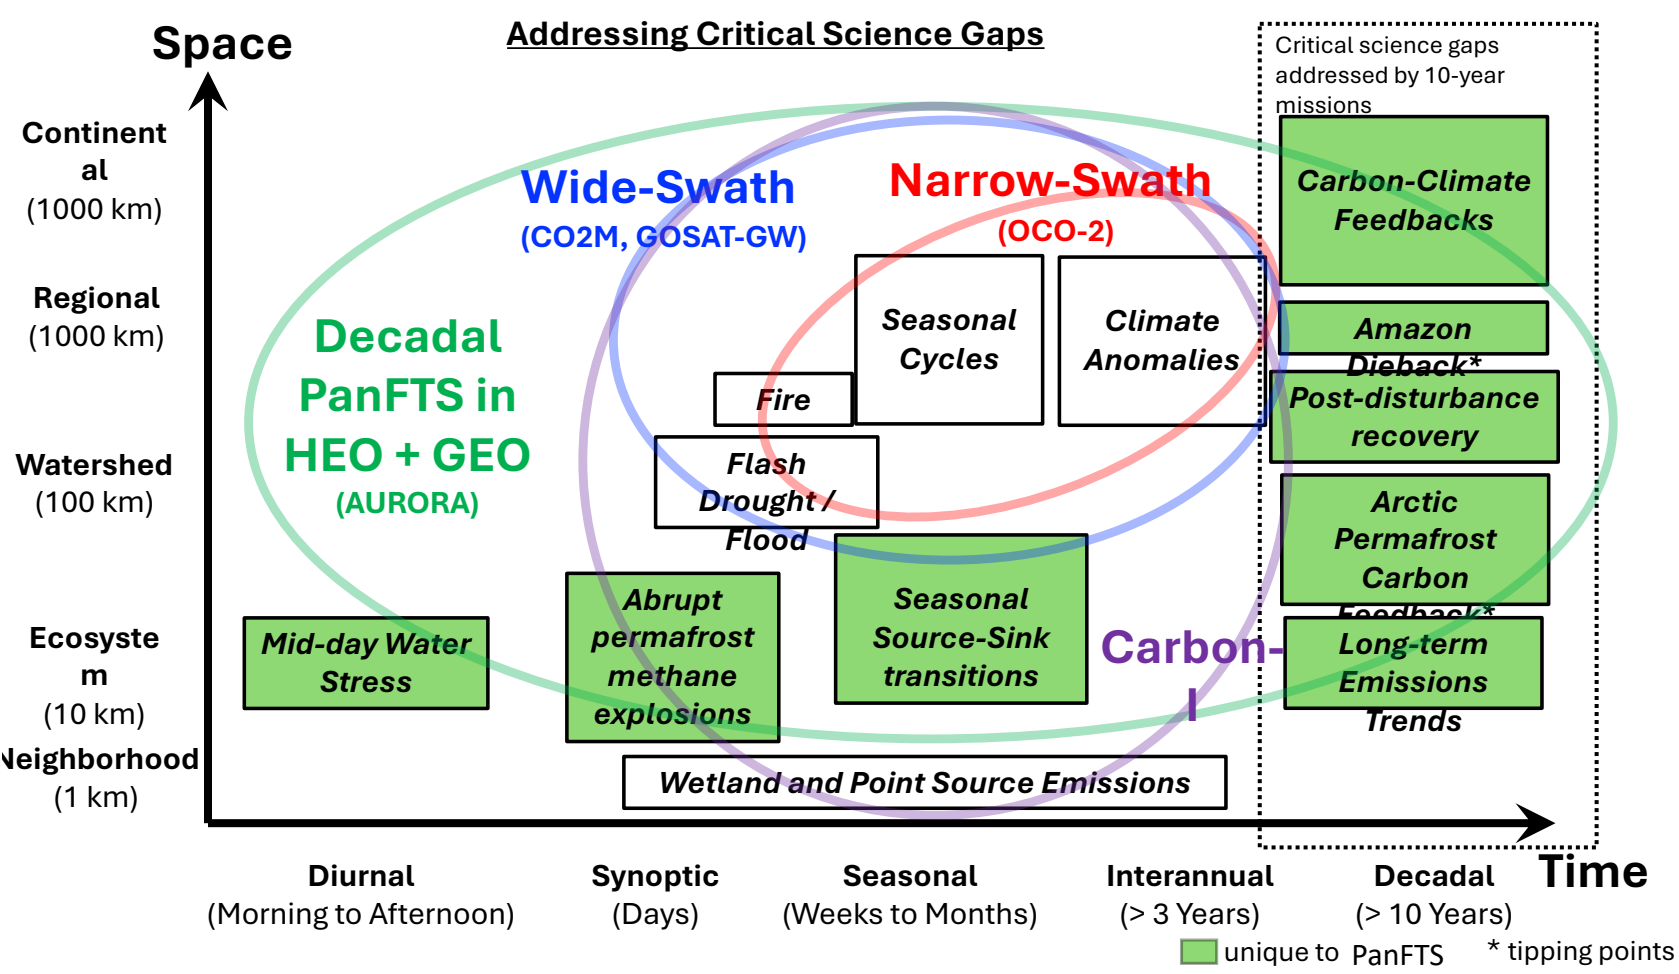 Addressing Critical Science Gaps
Space
Critical science gaps
addressed by 10-year
missions
Continent
al
(1000 km)
Regional
(1000 km)
Watershed
(100 km)
Ecosyste
m
(10 km)
Neighborhood
(1 km)
Wide-Swath
(CO2M, GOSAT-GW)
Narrow-Swath
(OCO-2)
Decadal
PanFTS in
HEO + GEO
(AURORA)
Carbon-
I
Seasonal
Cycles
Climate
Anomalies
Fire
Flash
Drought /
Flood
Mid-day Water
Stress
Abrupt
permafrost
methane
explosions
Seasonal
Source-Sink
transitions
Wetland and Point Source Emissions
Carbon-Climate
Feedbacks
Amazon
Dieback*
Post-disturbance
recovery
Arctic
Permafrost
Carbon
Feedback*
Long-term
Emissions
Trends
Time
Diurnal
(Morning to Afternoon)
Synoptic
(Days)
Seasonal
(Weeks to Months)
Interannual
(> 3 Years)
Decadal
(> 10 Years)
unique to PanFTS
* tipping points